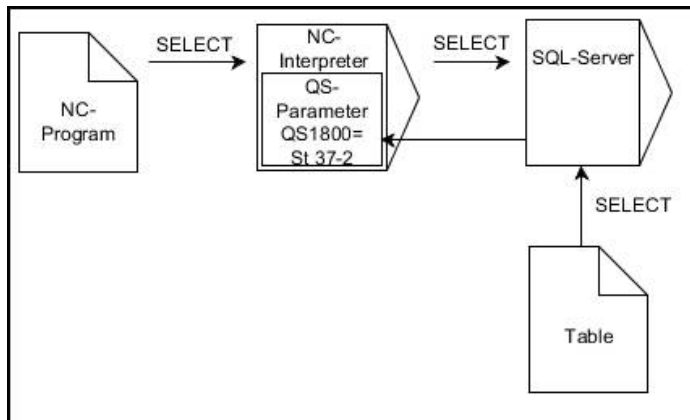 SELECT
NC-
Interpreter
SELECT
SQL-Server
NC-
Program
QS-
Parameter
QS1800=
St 37-2
SELECT
Table